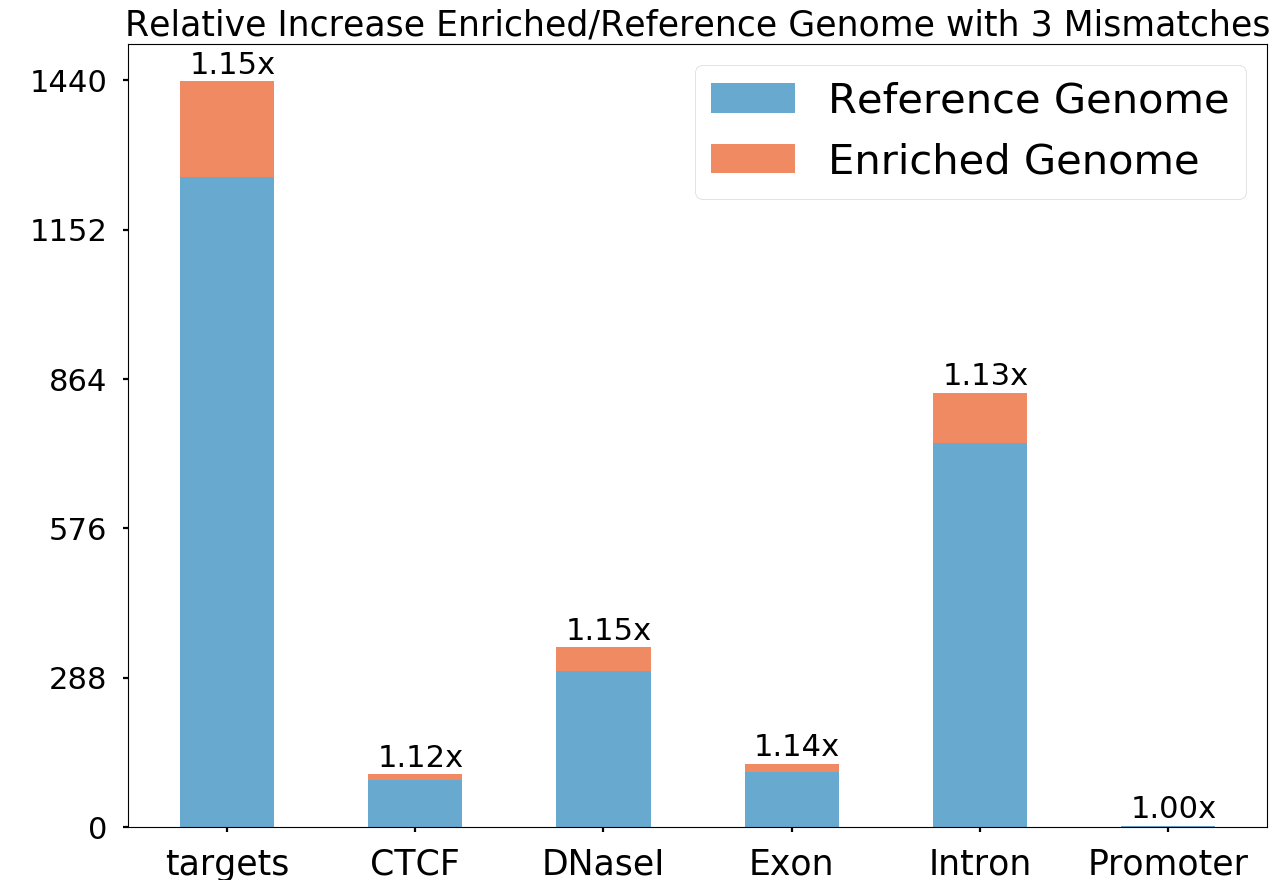 Relative Increase Enriched/Reference Genome with 3 Mismatches
1.15x
1440
Reference Genome
Enriched Genome
1152
864
1.13x
576
1.15x
288
1.12x
1.14x
1.00x
0
targets
CTCF
DNaseI
Exon
Intron
Promoter